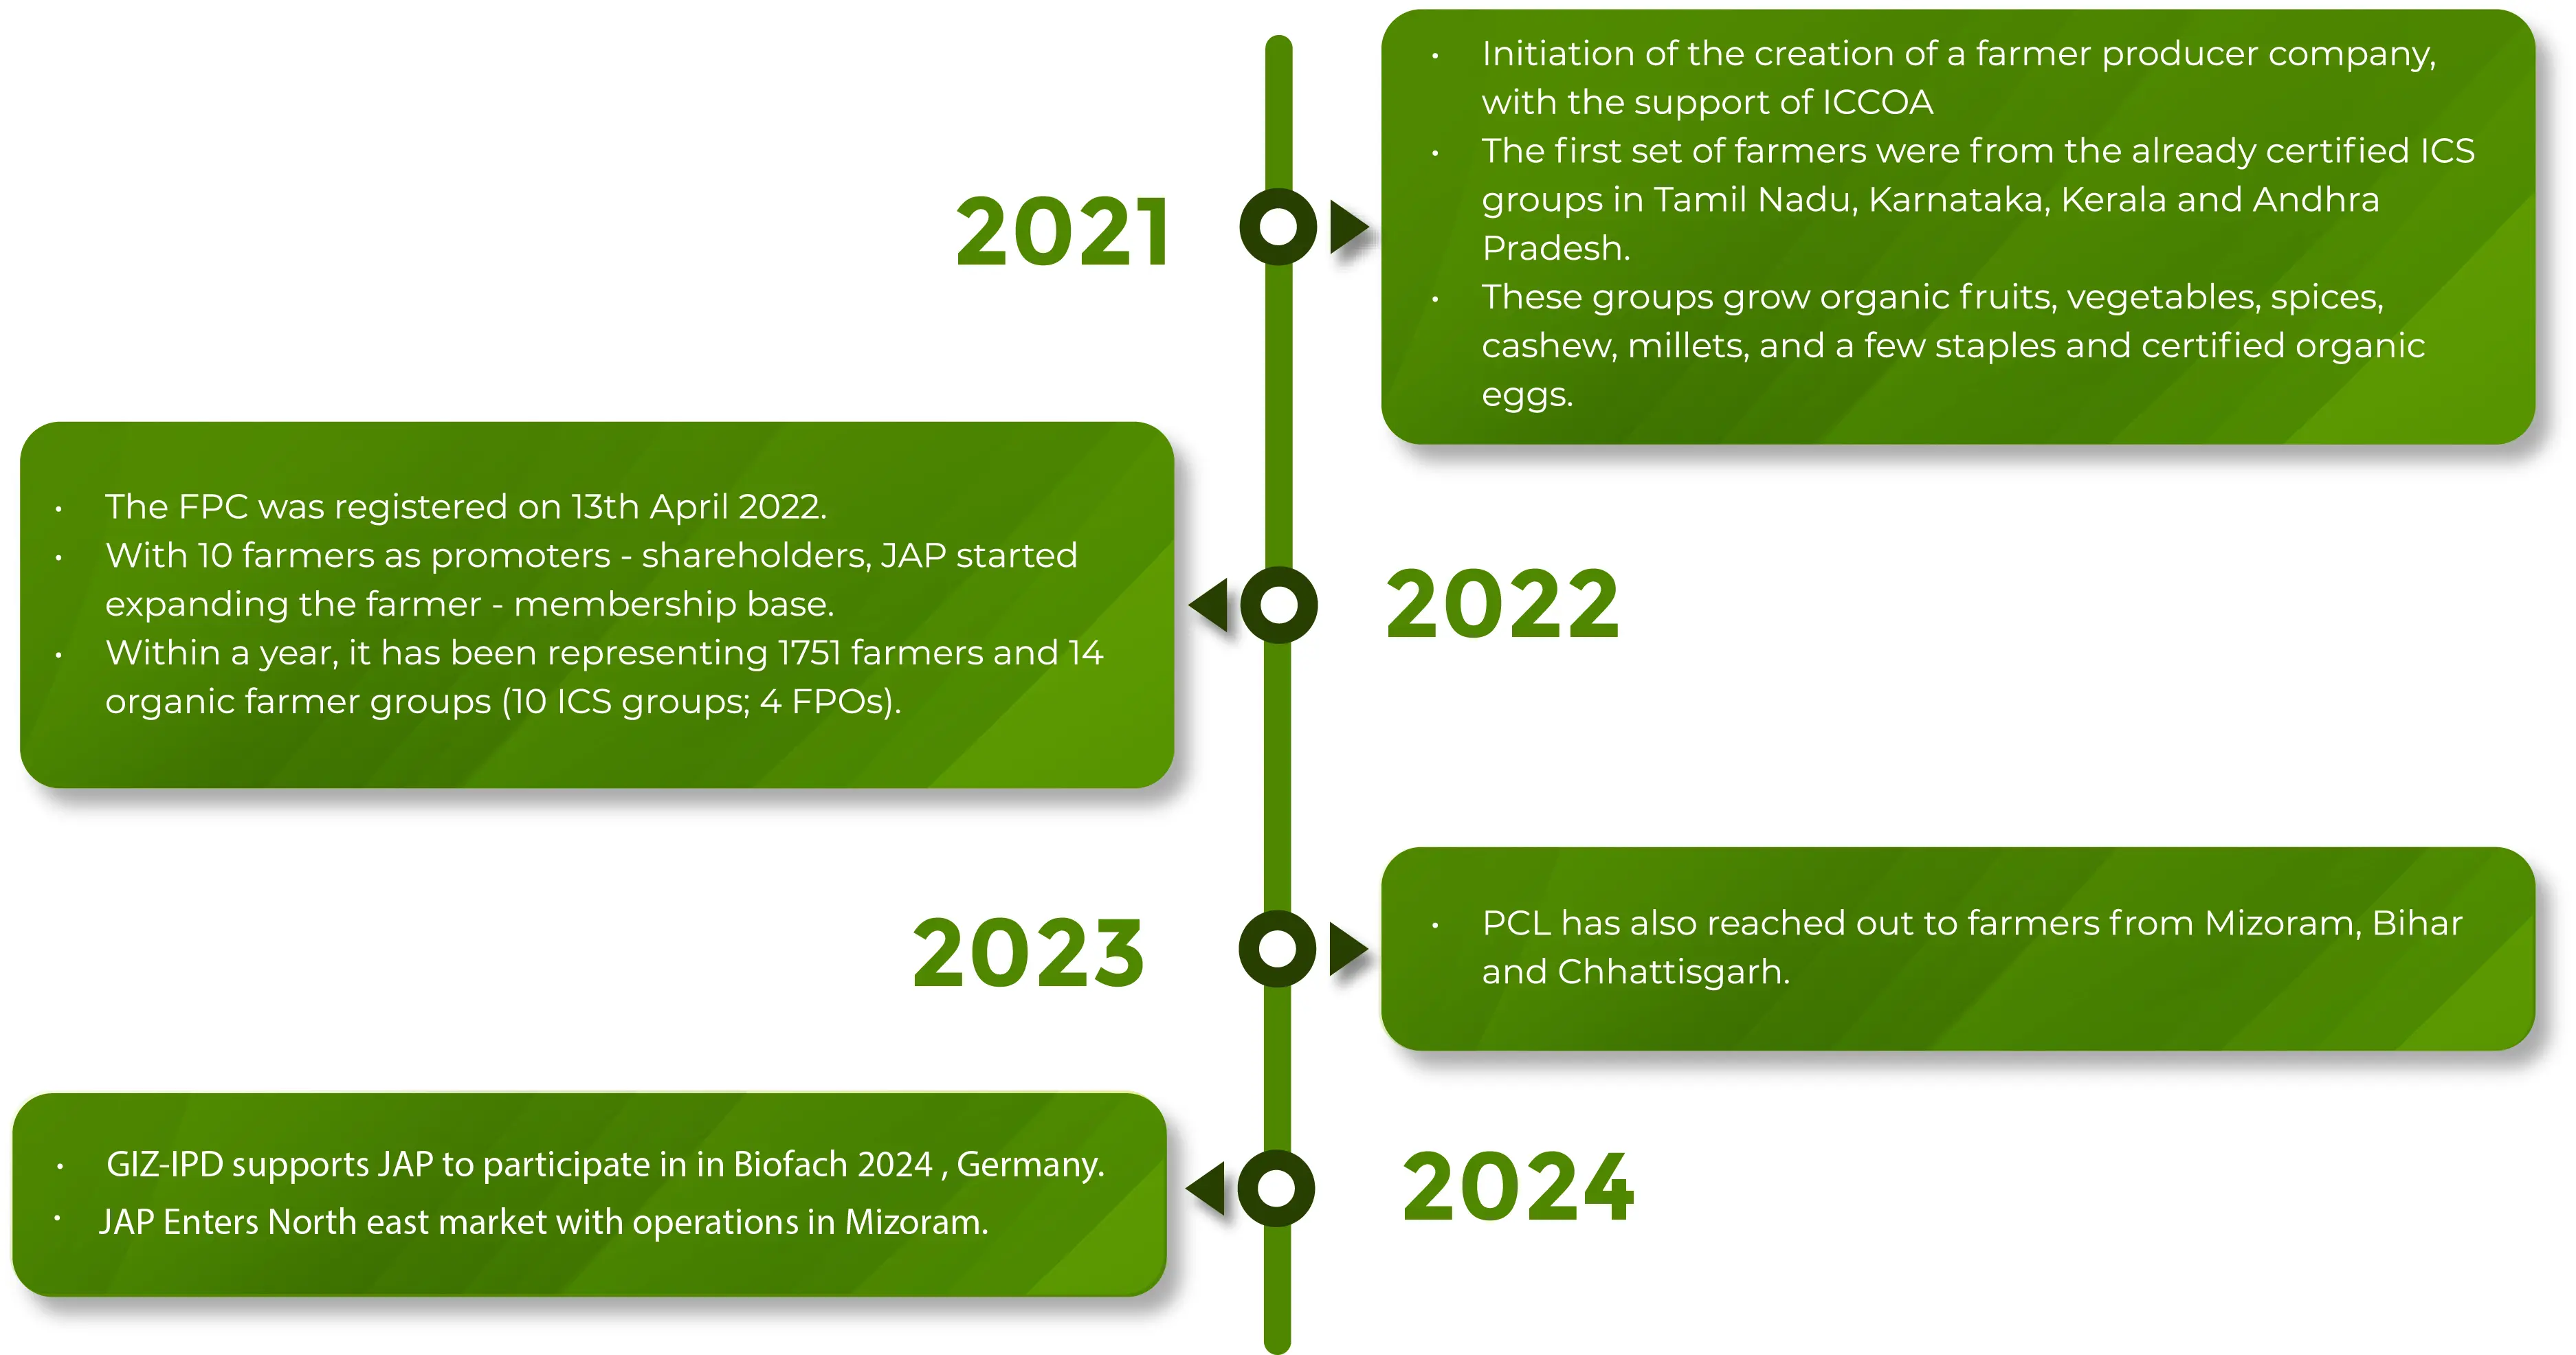 2021
• Initiation of the creation of a farmer producer company,
with the support of ICCOA
• The first set of farmers were from the already certified ICS
groups in Tamil Nadu, Karnataka, Kerala and Andhra
Pradesh.
• These groups grow organic fruits, vegetables, spices,
cashew, millets, and a few staples and certified organic
eggs.
2022
• The FPC was registered on 13th April 2022.
• With 10 farmers as promoters - shareholders, JAP started
expanding the farmer - membership base.
• Within a year, it has been representing 1751 farmers and 14
organic farmer groups (10 ICS groups; 4 FPOs).
2023
• PCL has also reached out to farmers from Mizoram, Bihar
and Chhattisgarh.
2024
• GIZ-IPD supports JAP to participate in in Biofach 2024 , Germany.
• JAP Enters North east market with operations in Mizoram.